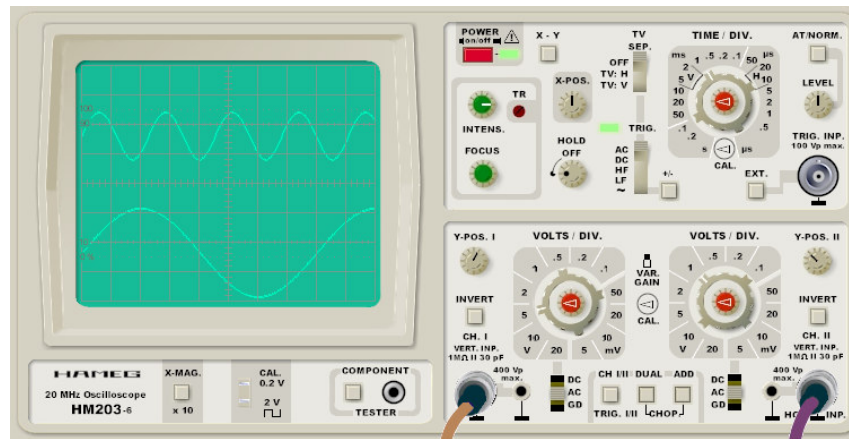 100
90
10
0 %
POWER
on/off
X - Y
TV
SEP.
OFF
TV: H
TV: V
TIME / DIV.
ms
µs
.5 .2 .1
50
1
2
5
10
20
50
.1
.2
s
µs
V
H
20
10
5
2
1
.5
CAL.
AT/NORM.
LEVEL
TRIG. INP.
100 Vp max.
TR
INTENS.
FOCUS
X-POS.
HOLD
OFF
TRIG.
AC
DC
HF
LF
~
+/-
EXT.
Y-POS. I
INVERT
CH. I
VERT. INP.
1MΩ II 30 pF
VOLTS / DIV.
.5 .2
1 .1
2 50
5 20
10 10
V 20 5 mV
VAR.
GAIN
CAL.
VOLTS / DIV.
.5 .2
1 .1
2 50
5 20
10 10
V 20 5 mV
Y-POS. II
INVERT
CH. II
VERT. INP.
1MΩ II 30 pF
HAMEG
20 MHz Oscilloscope
HM203-6
X-MAG.
x 10
CAL.
0.2 V
2 V
COMPONENT
TESTER
400 Vp
max.
DC
AC
GD
CH I/II DUAL ADD
TRIG. I/II CHOP.
DC
AC
GD
400 Vp
max.
INP.